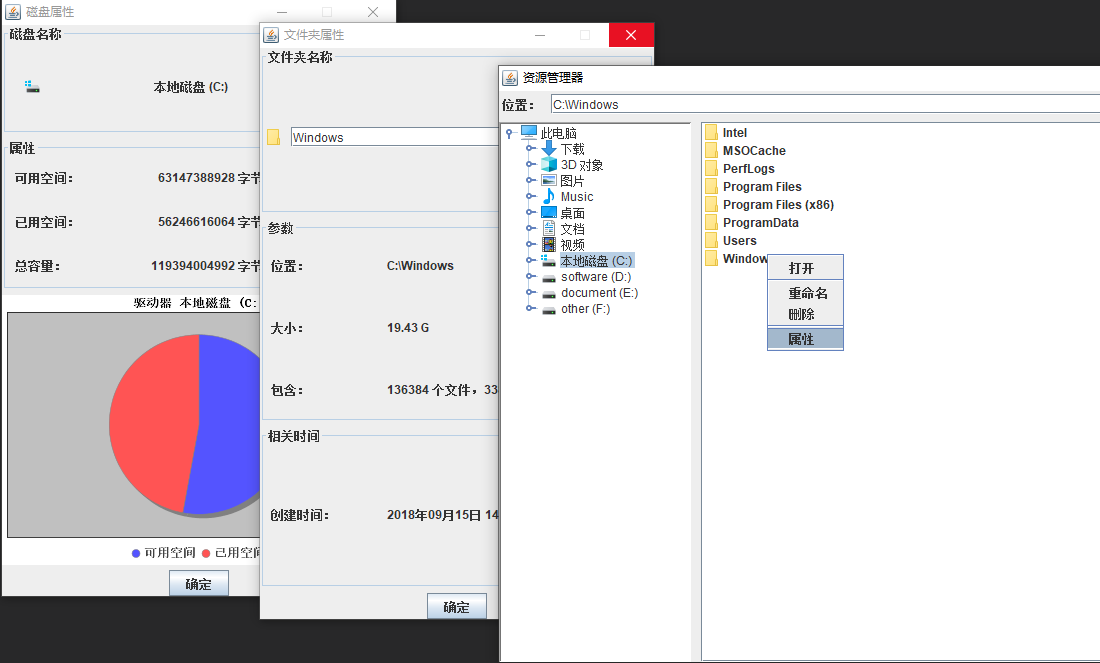 磁盘属性
磁盘名称
本地磁盘 (C:)
属性
可用空间： 63147388928 字节
已用空间： 56246616064 字节
总容量： 119394004992 字节
驱动器 本地磁盘 (C:
可用空间 已用空间
确定
文件夹属性
文件夹名称
Windows
参数
位置： C:\Windows
大小： 19.43 G
包含： 136384 个文件，33
相关时间
创建时间： 2018年09月15日 14
确定
资源管理器
位置： C:\Windows
此电脑
下载
3D 对象
图片
Music
桌面
文档
视频
本地磁盘 (C:)
software (D:)
document (E:)
other (F:)
Intel
MSOCache
PerfLogs
Program Files
Program Files (x86)
ProgramData
Users
Window
打开
重命名
删除
属性